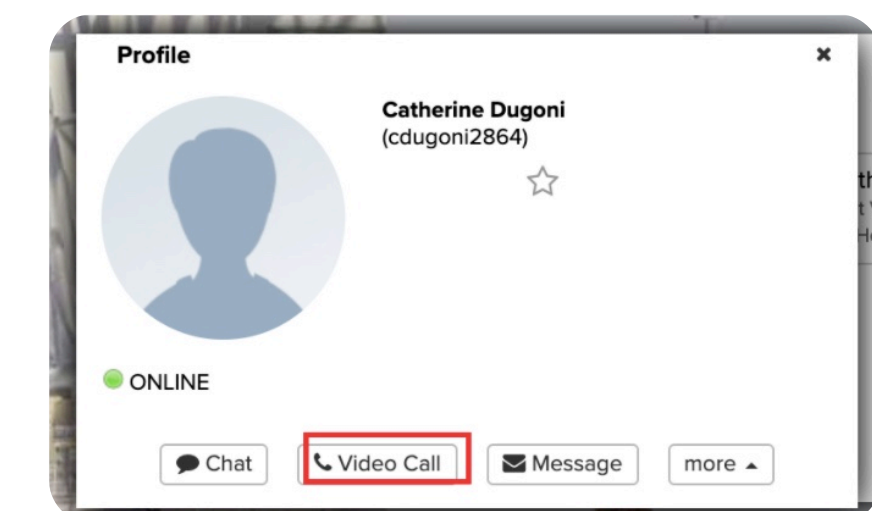 Profile
Catherine Dugoni
(cdugoni2864)
ONLINE
Chat
Video Call
Message
more